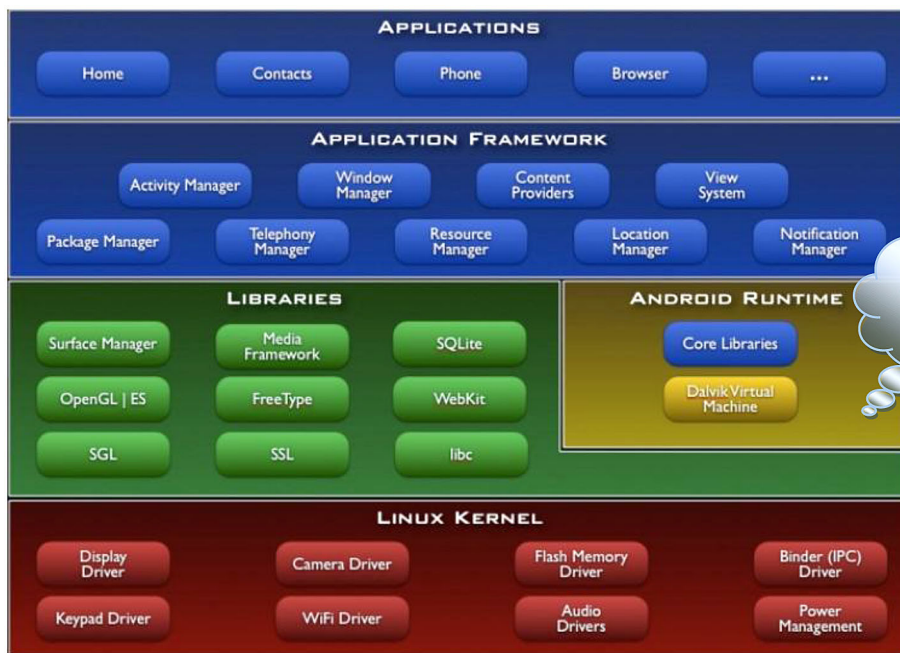 APPLICATIONS
Home Contacts Phone Browser ...
APPLICATION FRAMEWORK
Activity Manager
Window
Manager
Content
Providers
View
System
Package Manager
Telephony
Manager
Resource
Manager
Location
Manager
Notification
Manager
LIBRARIES
Surface Manager
Media
Framework
SQLite
OpenGL | ES
FreeType
WebKit
SGL
SSL
libc
ANDROID RUNTIME
Core Libraries
Dalvik Virtual
Machine
LINUX KERNEL
Display
Driver
Camera Driver
Flash Memory
Driver
Binder (IPC)
Driver
Keypad Driver
WiFi Driver
Audio
Drivers
Power
Management